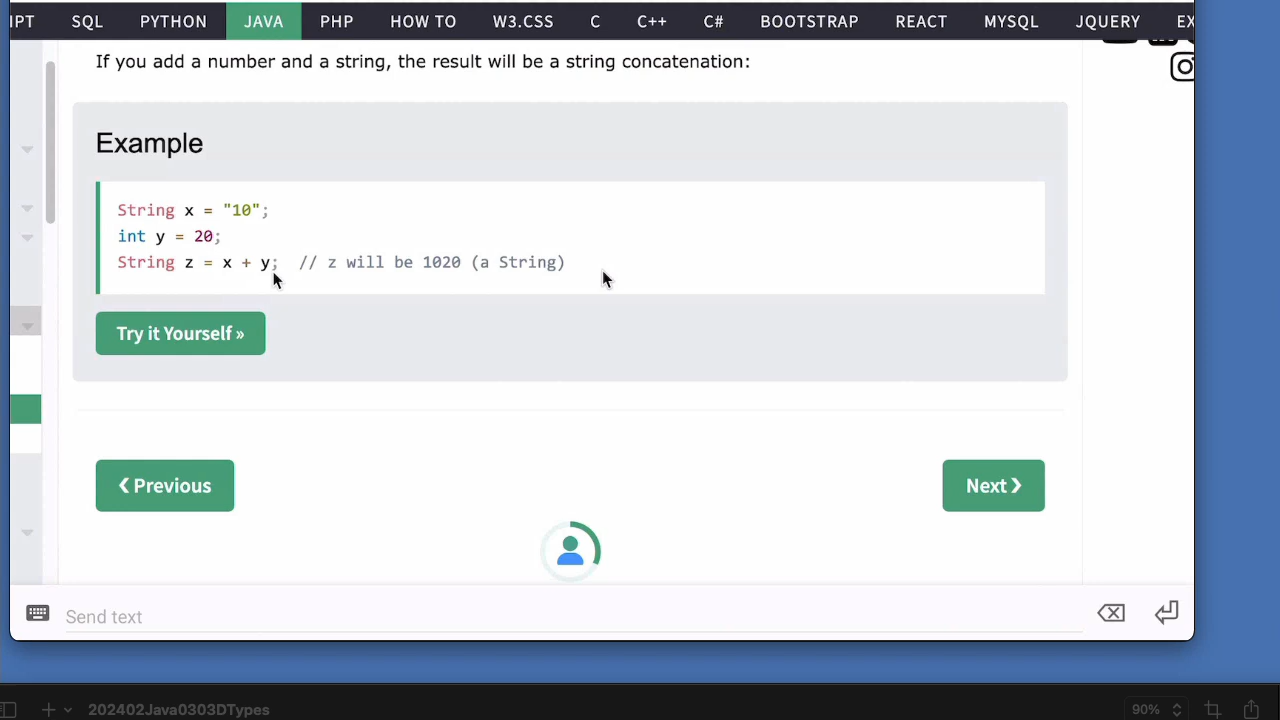 IPT SQL PYTHON JAVA PHP HOW TO W3.CSS C C++ C# BOOTSTRAP REACT MYSQL JQUERY EX
If you add a number and a string, the result will be a string concatenation:
Example
String x = "10";
int y = 20;
String z = x + y;  // z will be 1020 (a String)
Try it Yourself »
❮ Previous
Next ❯
Send text
202402Java0303DTypes
90%